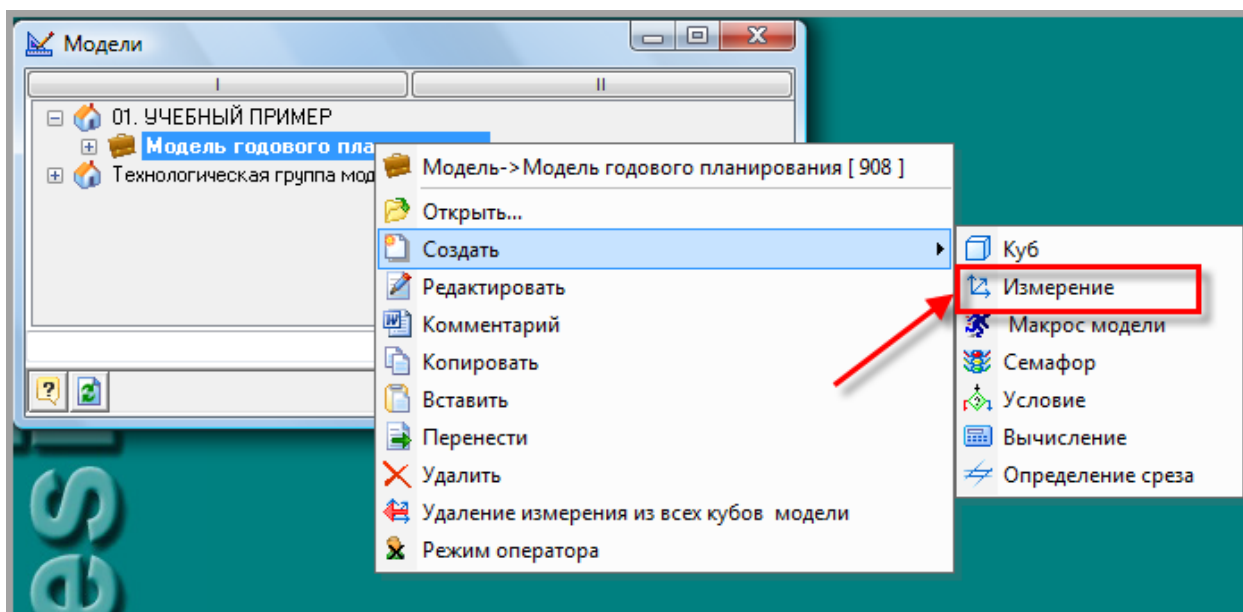 Модели
I II
01. УЧЕБНЫЙ ПРИМЕР
Модель годового пла
Технологическая группа мод
Модель->Модель годового планирования [ 908 ]
Открыть...
Создать
Редактировать
Комментарий
Копировать
Вставить
Перенести
Удалить
Удаление измерения из всех кубов модели
Режим оператора
Куб
Измерение
Макрос модели
Семафор
Условие
Вычисление
Определение среза
es